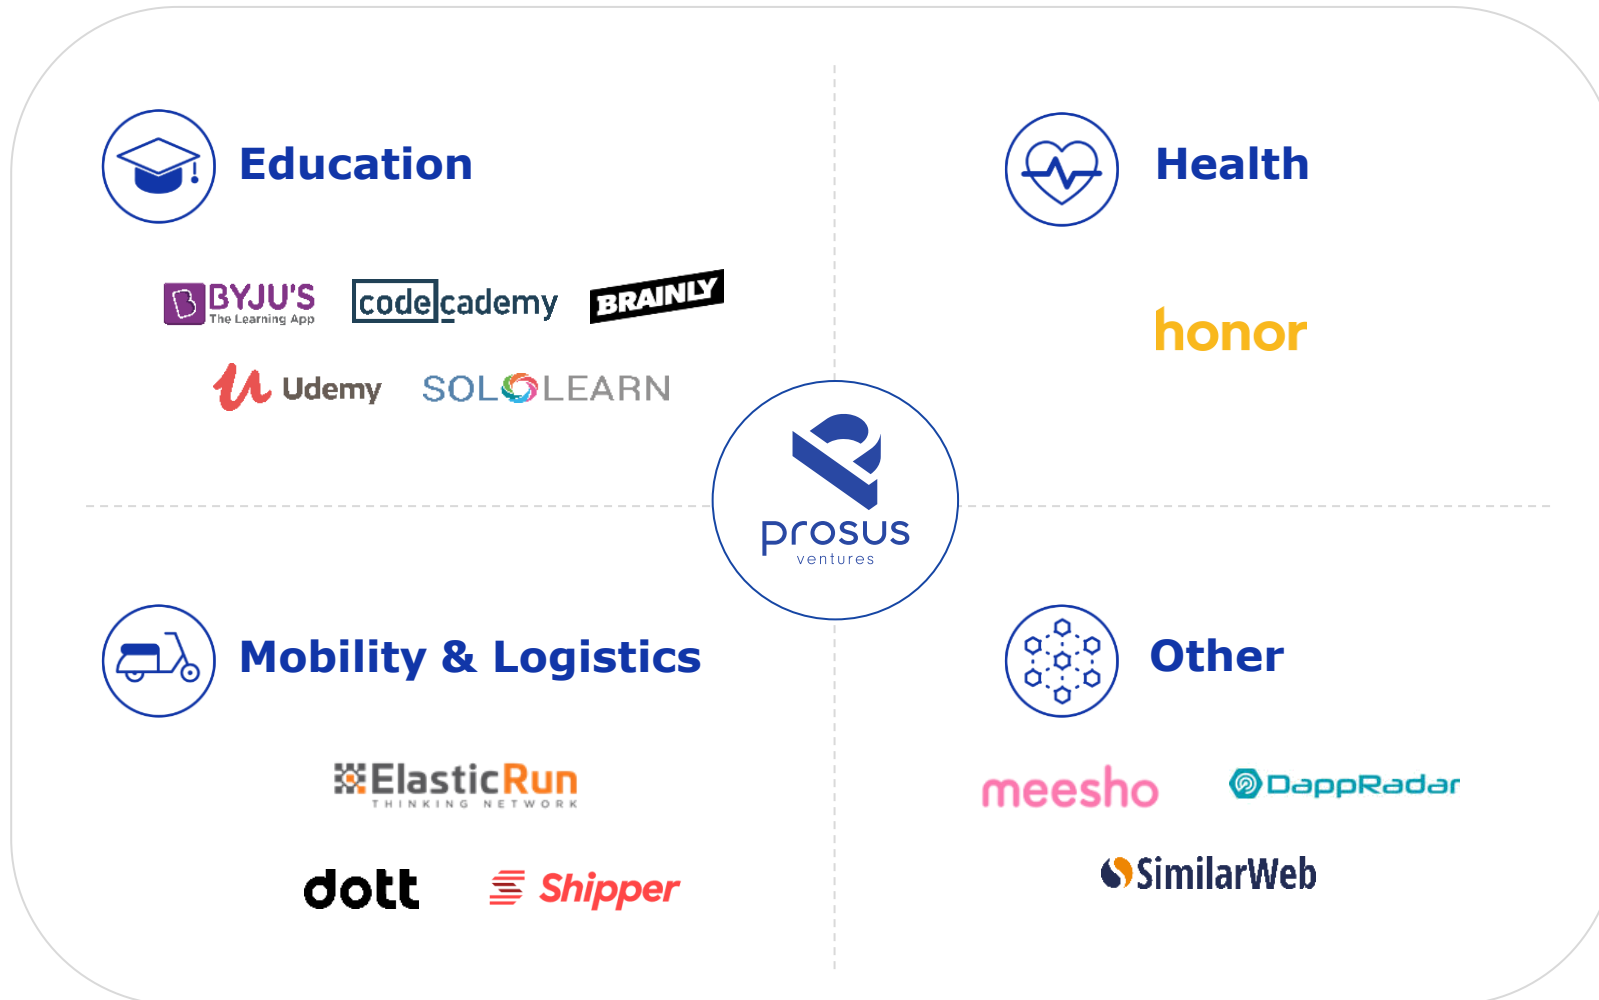 Education
BYJU'S
The Learning App
codecademy
BRAINLY
Udemy
SOLOLEARN
Health
honor
prosus
ventures
Mobility & Logistics
ElasticRun
THINKING NETWORK
dott
Shipper
Other
meesho
DappRadar
SimilarWeb